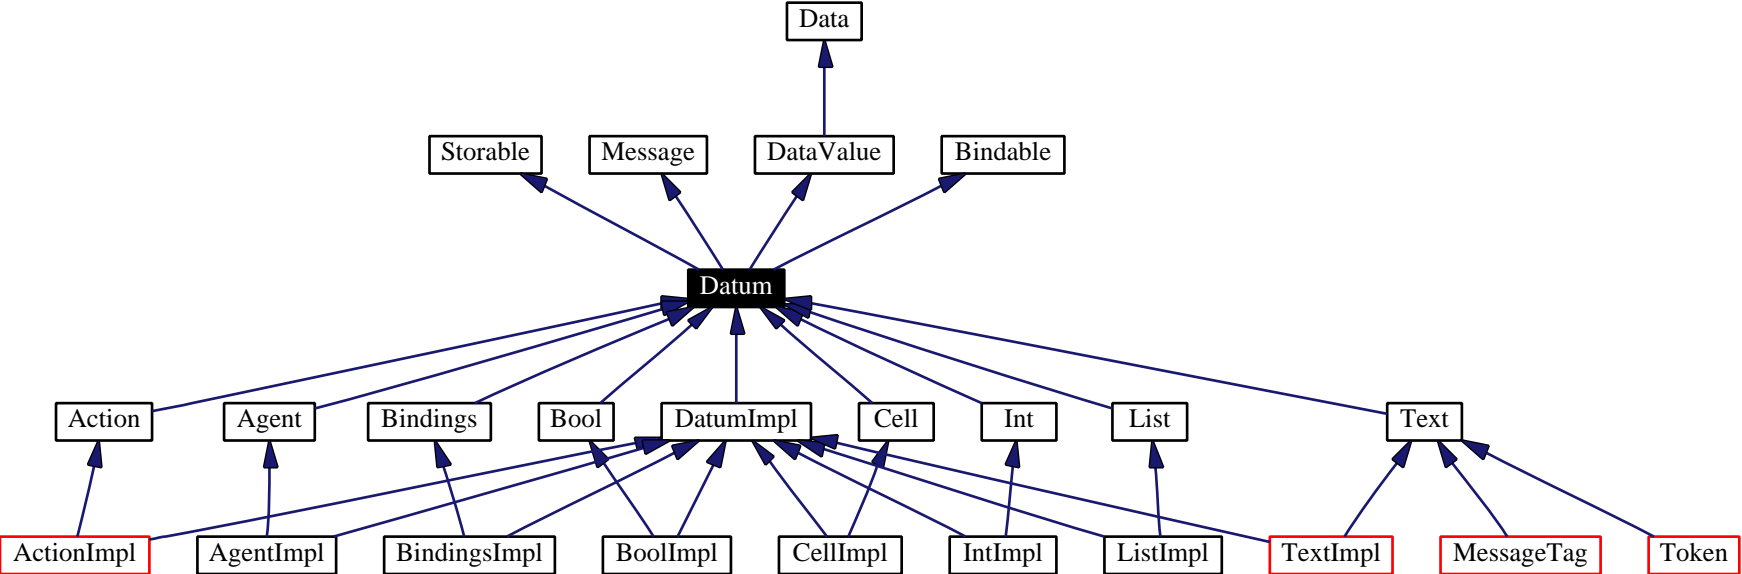 Data
Storable Message DataValue Bindable
Datum
Action Agent Bindings Bool DatumImpl Cell Int List Text
ActionImpl AgentImpl BindingsImpl BoolImpl CellImpl IntImpl ListImpl TextImpl MessageTag Token